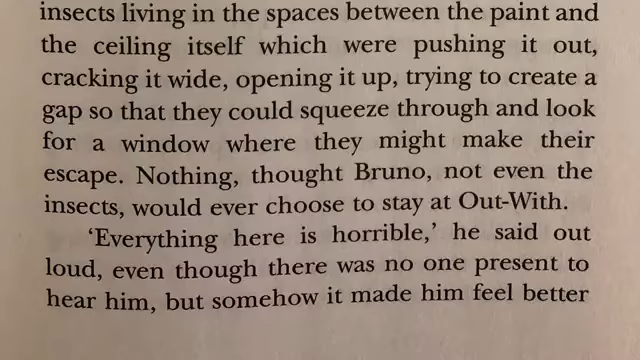 insects living in the spaces between the paint and
the ceiling itself which were pushing it out,
cracking it wide, opening it up, trying to create a
gap so that they could squeeze through and look
for a window where they might make their
escape. Nothing, thought Bruno, not even the
insects, would ever choose to stay at Out-With.
‘Everything here is horrible,’ he said out
loud, even though there was no one present to
hear him, but somehow it made him feel better